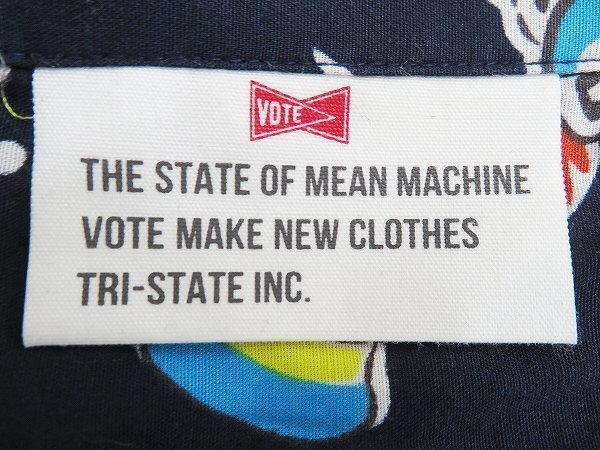 VOTE
THE STATE OF MEAN MACHINE
VOTE MAKE NEW CLOTHES
TRI-STATE INC.